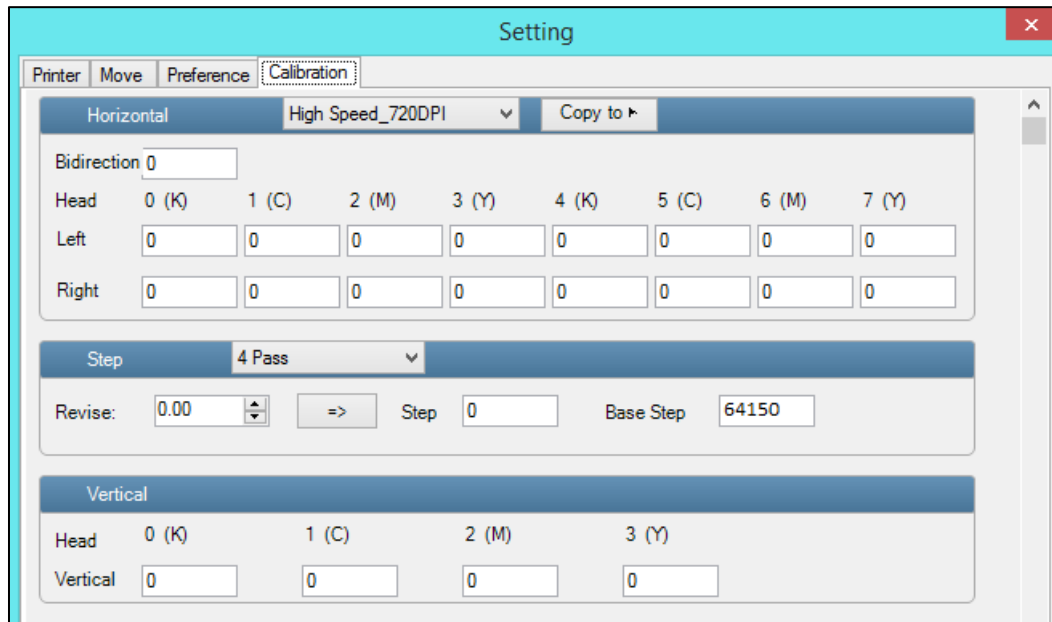 Setting
Printer Move Preference Calibration
Horizontal High Speed_720DPI Copy to
Bidirection 0
Head 0 (K) 1 (C) 2 (M) 3 (Y) 4 (K) 5 (C) 6 (M) 7 (Y)
Left 0 0 0 0 0 0 0 0
Right 0 0 0 0 0 0 0 0
Step 4 Pass
Revise: 0.00 => Step 0 Base Step 64150
Vertical
Head 0 (K) 1 (C) 2 (M) 3 (Y)
Vertical 0 0 0 0